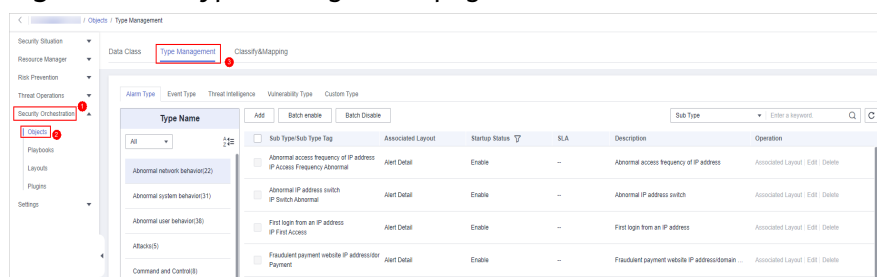 / Objects / Type Management
Security Situation
Resource Manager
Risk Prevention
Threat Operations
Security Orchestration
1
Objects
2
Playbooks
Layouts
Plugins
Settings
Data Class Type Management Classify&Mapping
3
Alarm Type Event Type Threat Intelligence Vulnerability Type Custom Type
Type Name
All
Abnormal network behavior(22)
Abnormal system behavior(31)
Abnormal user behavior(38)
Attacks(5)
Command and Control(8)
Add Batch enable Batch Disable Sub Type Enter a keyword.
Sub Type/Sub Type Tag Associated Layout Startup Status SLA Description Operation
Abnormal access frequency of IP address
IP Access Frequency Abnormal
Alert Detail Enable -- Abnormal access frequency of IP address Associated Layout Edit Delete
Abnormal IP address switch
IP Switch Abnormal
Alert Detail Enable -- Abnormal IP address switch Associated Layout Edit Delete
First login from an IP address
IP First Access
Alert Detail Enable -- First login from an IP address Associated Layout Edit Delete
Fraudulent payment website IP address/dor
Payment
Alert Detail Enable -- Fraudulent payment website IP address/domain ... Associated Layout Edit Delete